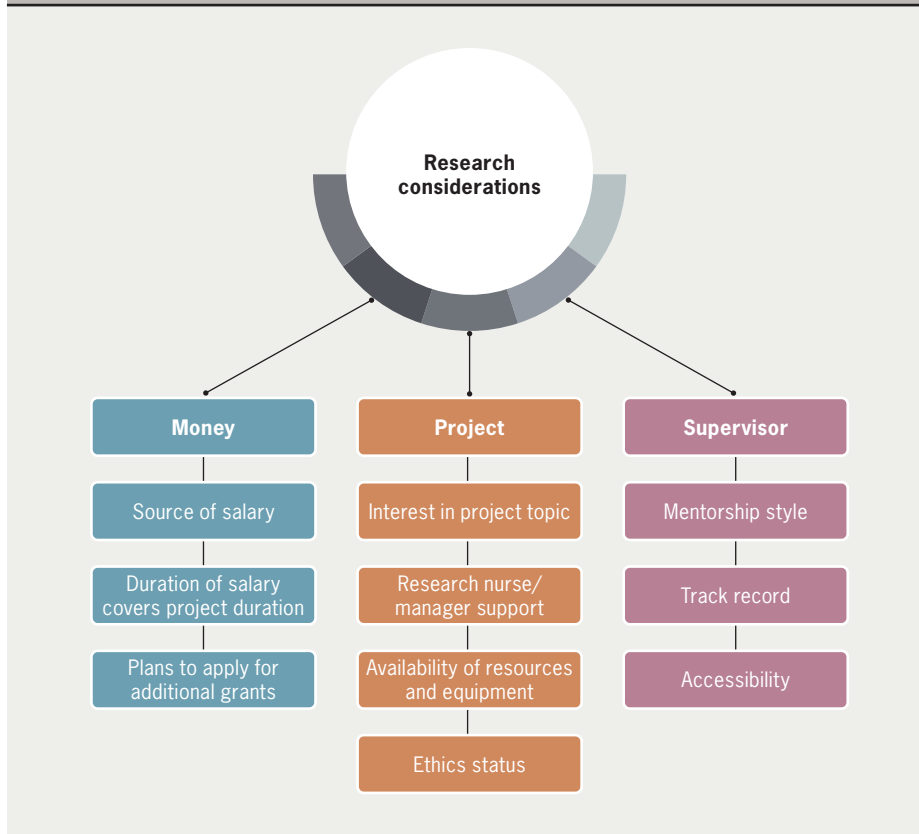 Research
considerations
Money
Source of salary
Duration of salary
covers project duration
Plans to apply for
additional grants
Project
Interest in project topic
Research nurse/
manager support
Availability of resources
and equipment
Ethics status
Supervisor
Mentorship style
Track record
Accessibility